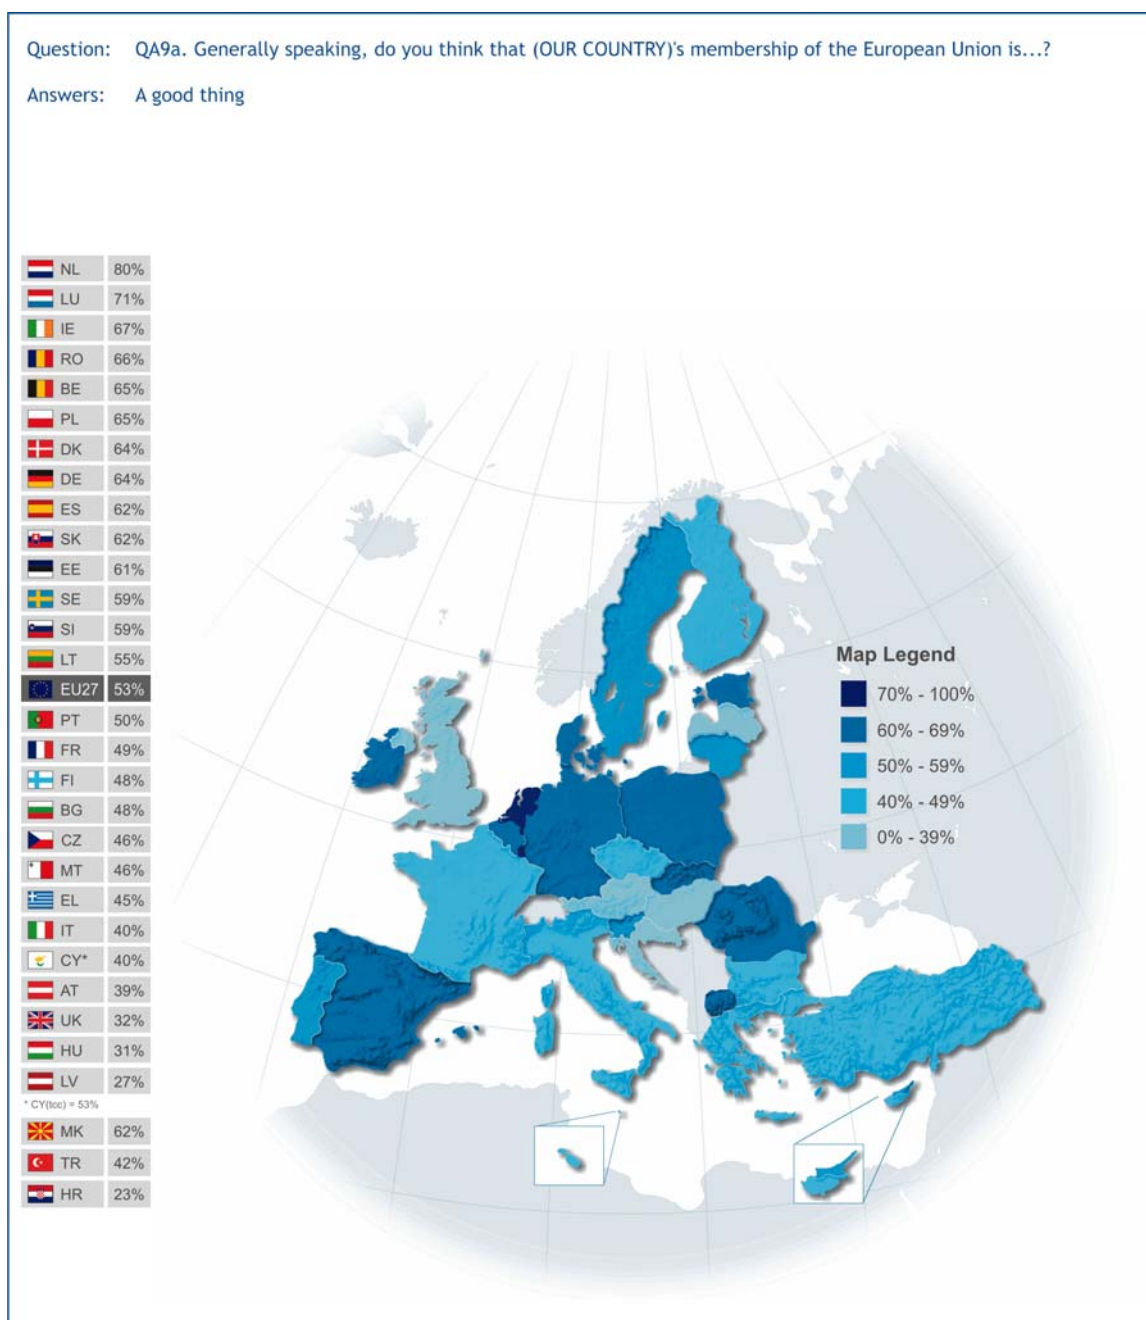 Question: QA9a. Generally speaking, do you think that (OUR COUNTRY)'s membership of the European Union is...?
Answers: A good thing
NL 80%
LU 71%
IE 67%
RO 66%
BE 65%
PL 65%
DK 64%
DE 64%
ES 62%
SK 62%
EE 61%
SE 59%
SI 59%
LT 55%
EU27 53%
PT 50%
FR 49%
FI 48%
BG 48%
CZ 46%
MT 46%
EL 45%
IT 40%
CY* 40%
AT 39%
UK 32%
HU 31%
LV 27%
* CY(tcc) = 53%
MK 62%
TR 42%
HR 23%
Map Legend
70% - 100%
60% - 69%
50% - 59%
40% - 49%
0% - 39%